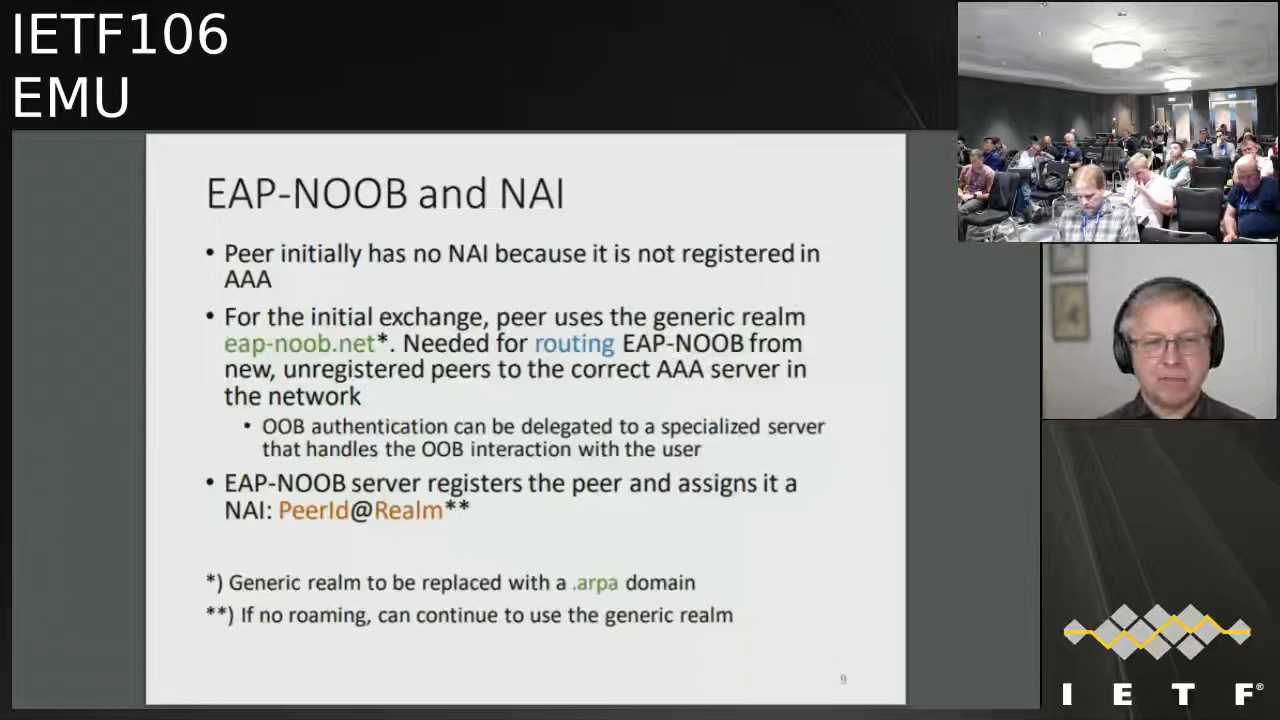 IETF106
EMU
EAP-NOOB and NAI
• Peer initially has no NAI because it is not registered in
AAA
• For the initial exchange, peer uses the generic realm
eap-noob.net*. Needed for routing EAP-NOOB from
new, unregistered peers to the correct AAA server in
the network
• OOB authentication can be delegated to a specialized server
that handles the OOB interaction with the user
• EAP-NOOB server registers the peer and assigns it a
NAI: PeerId@Realm**
*) Generic realm to be replaced with a .arpa domain
**) If no roaming, can continue to use the generic realm
9
I E T F®